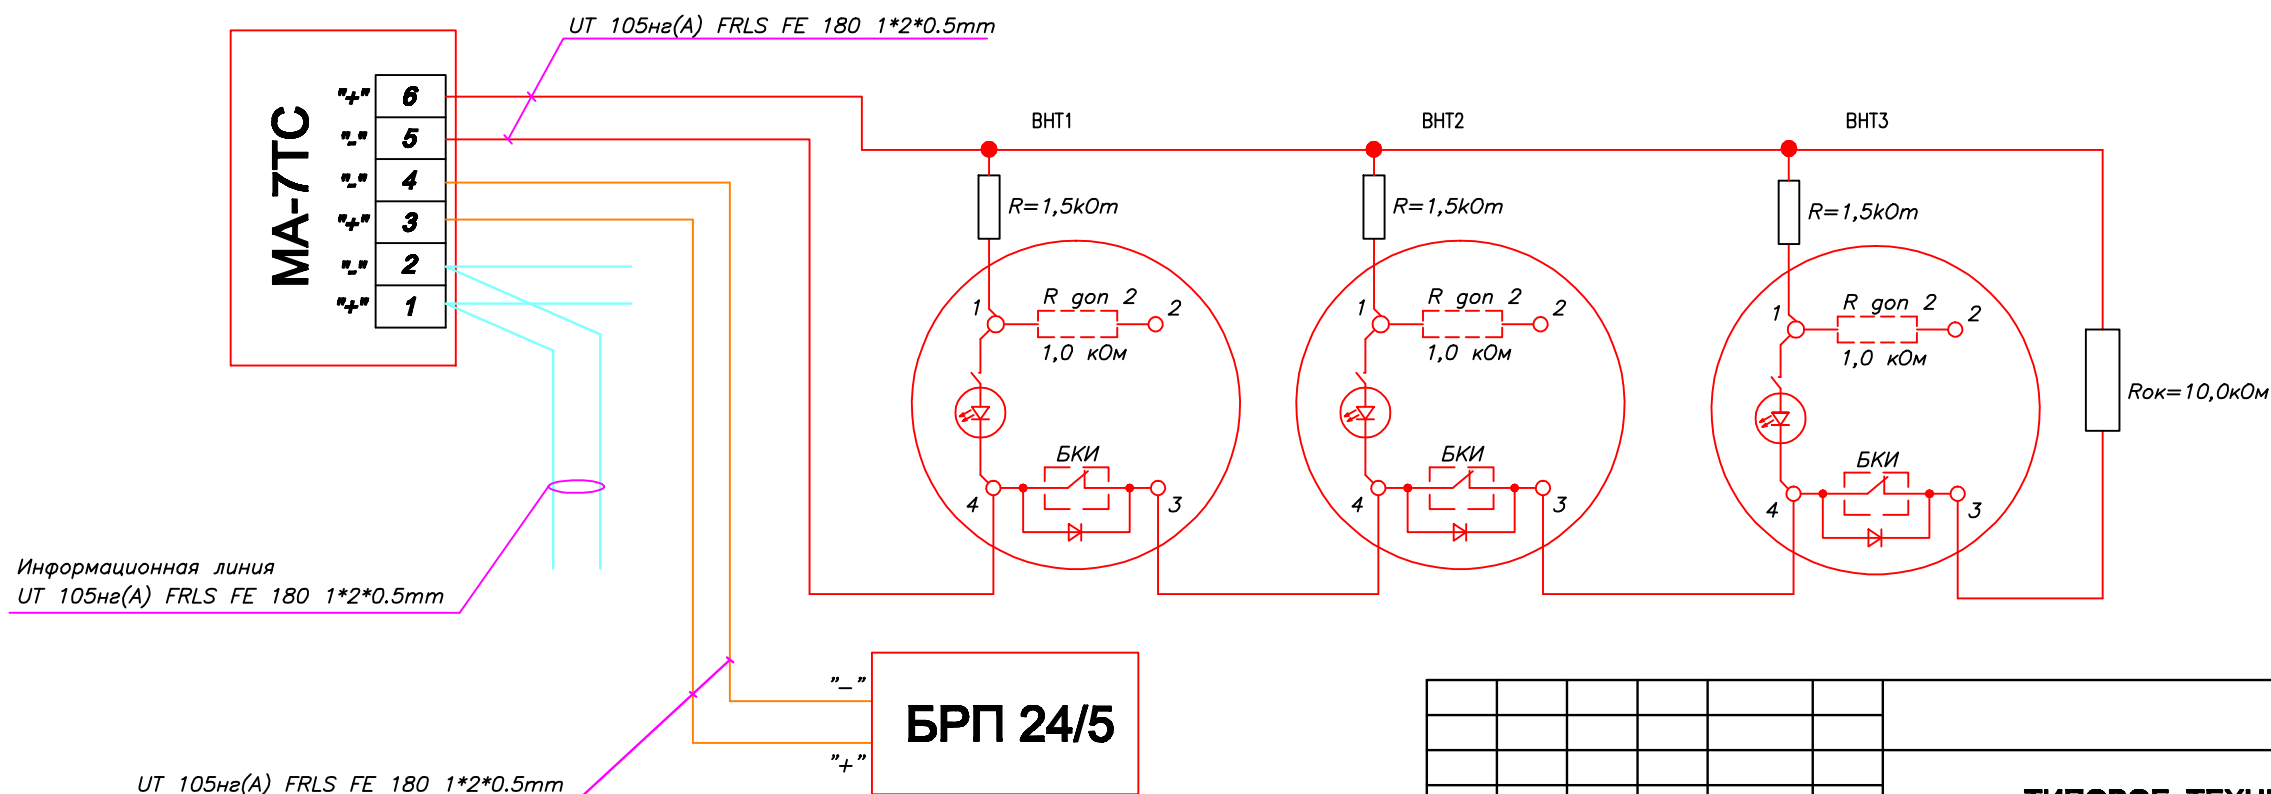 UT 105нг(А) FRLS FE 180 1*2*0.5mm
МА-7ТС
"+" 6
"-" 5
"-" 4
"+" 3
"-" 2
"+" 1
ВНТ1
ВНТ2
ВНТ3
R=1,5kOm
R=1,5kOm
R=1,5kOm
1 R gon 2 2
1,0 кОм
БКИ
4 3
1 R gon 2 2
1,0 кОм
БКИ
4 3
1 R gon 2 2
1,0 кОм
БКИ
4 3
Rок=10,0кОм
Информационная линия
UT 105нг(А) FRLS FE 180 1*2*0.5mm
"-"
БРП 24/5
"+"
UT 105нг(А) FRLS FE 180 1*2*0.5mm